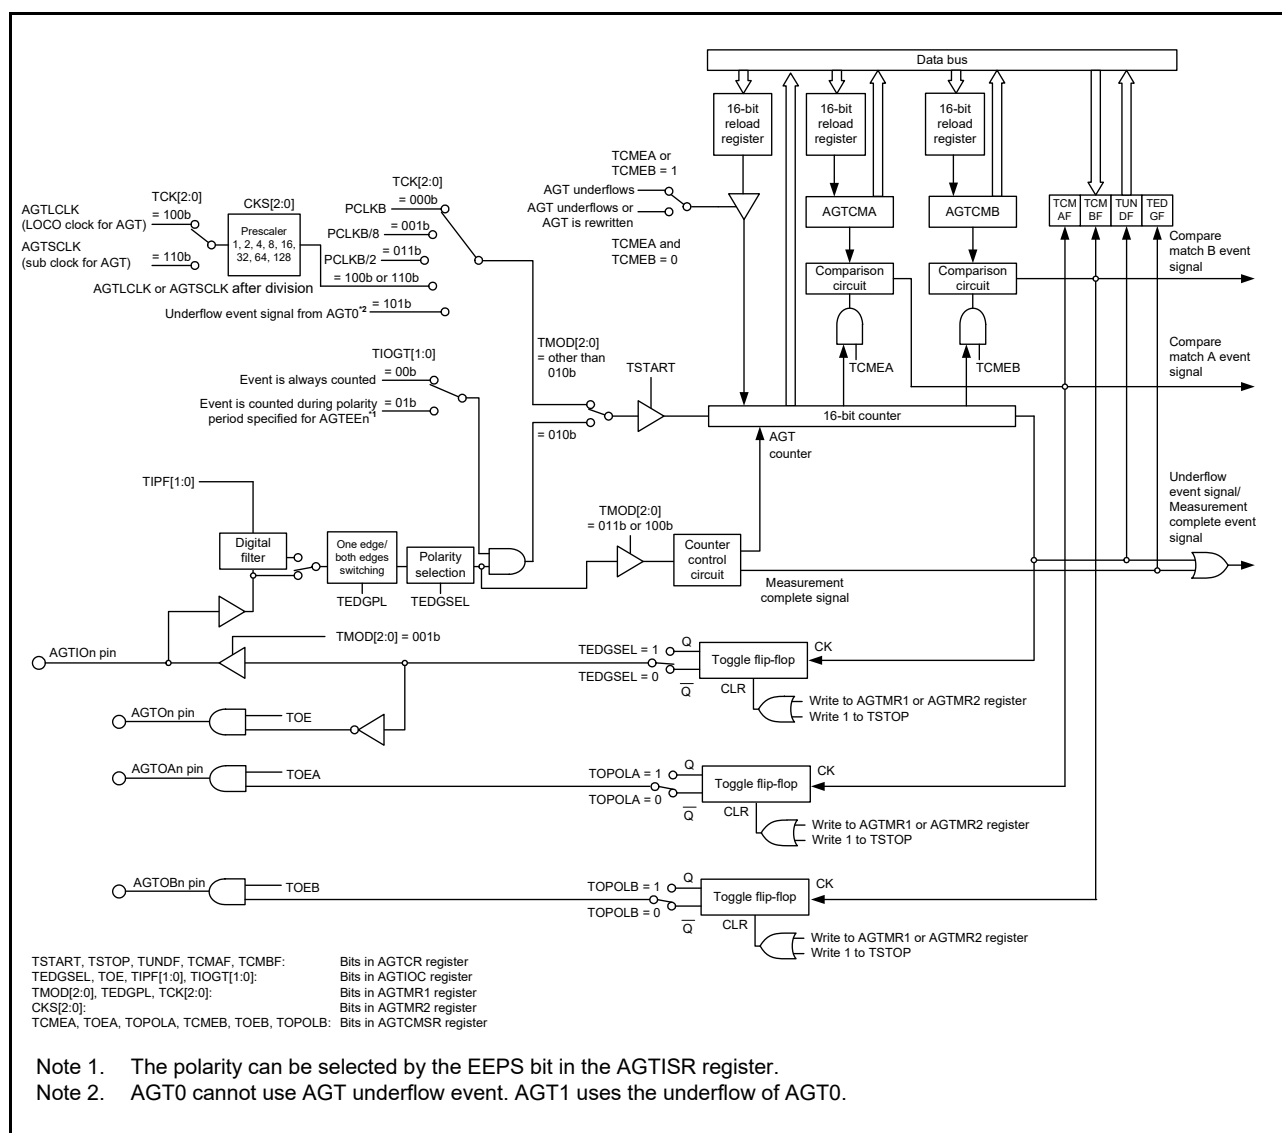 Data bus
16-bit
reload
register
16-bit
reload
register
16-bit
reload
register
TCMEA or
TCMEB = 1
AGT underflows
AGT underflows or
AGT is rewritten
TCMEA and
TCMEB = 0
TCK[2:0]
= 000b
PCLKB
= 001b
PCLKB/8
= 011b
PCLKB/2
= 100b or 110b
AGTLCLK or AGTSCLK after division
Underflow event signal from AGT0*2
= 101b
TCK[2:0]
AGTLCLK
(LOCO clock for AGT)
= 100b
AGTSCLK
(sub clock for AGT)
= 110b
CKS[2:0]
Prescaler
1, 2, 4, 8, 16,
32, 64, 128
AGTCMA
AGTCMB
TCM
AF
TCM
BF
TUN
DF
TED
GF
Comparison
circuit
Comparison
circuit
Compare
match B event
signal
TCMEA
TCMEB
Compare
match A event
signal
TIOGT[1:0]
Event is always counted
= 00b
Event is counted during polarity
period specified for AGTEEn*1
= 01b
TMOD[2:0]
= other than
010b
= 010b
TSTART
16-bit counter
AGT
counter
TIPF[1:0]
Digital
filter
One edge/
both edges
switching
Polarity
selection
TEDGPL
TEDGSEL
TMOD[2:0]
= 011b or 100b
Counter
control
circuit
Measurement
complete signal
Underflow
event signal/
Measurement
complete event
signal
AGTIOn pin
TMOD[2:0] = 001b
TEDGSEL = 1
TEDGSEL = 0
Q
Q
Toggle flip-flop
CK
CLR
Write to AGTMR1 or AGTMR2 register
Write 1 to TSTOP
AGTOn pin
TOE
AGTOAn pin
TOEA
TOPOLA = 1
TOPOLA = 0
Q
Q
Toggle flip-flop
CK
CLR
Write to AGTMR1 or AGTMR2 register
Write 1 to TSTOP
AGTOBn pin
TOEB
TOPOLB = 1
TOPOLB = 0
Q
Q
Toggle flip-flop
CK
CLR
Write to AGTMR1 or AGTMR2 register
Write 1 to TSTOP
TSTART, TSTOP, TUNDF, TCMAF, TCMBF: Bits in AGTCR register
TEDGSEL, TOE, TIPF[1:0], TIOGT[1:0]: Bits in AGTIOC register
TMOD[2:0], TEDGPL, TCK[2:0]: Bits in AGTMR1 register
CKS[2:0]: Bits in AGTMR2 register
TCMEA, TOEA, TOPOLA, TCMEB, TOEB, TOPOLB: Bits in AGTCMSR register
Note 1. The polarity can be selected by the EEPS bit in the AGTISR register.
Note 2. AGT0 cannot use AGT underflow event. AGT1 uses the underflow of AGT0.